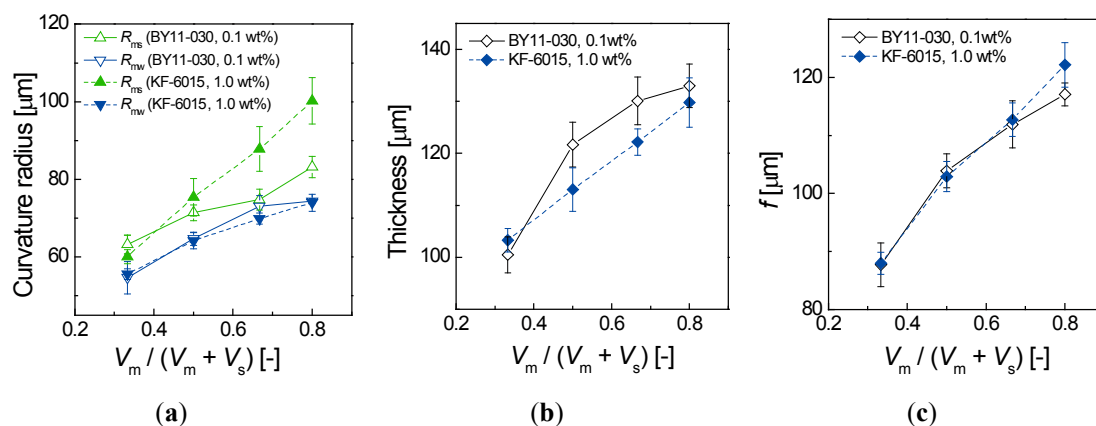 120
100
80
60
Curvature radius [μm]
R_ms (BY11-030, 0.1 wt%)
R_mw (BY11-030, 0.1 wt%)
R_ms (KF-6015, 1.0 wt%)
R_mw (KF-6015, 1.0 wt%)
0.2 0.4 0.6 0.8
V_m / (V_m + V_s) [-]
(a)
140
120
100
Thickness [μm]
BY11-030, 0.1wt%
KF-6015, 1.0 wt%
0.2 0.4 0.6 0.8
V_m / (V_m + V_s) [-]
(b)
120
100
80
f [μm]
BY11-030, 0.1wt%
KF-6015, 1.0 wt%
0.2 0.4 0.6 0.8
V_m / (V_m + V_s) [-]
(c)